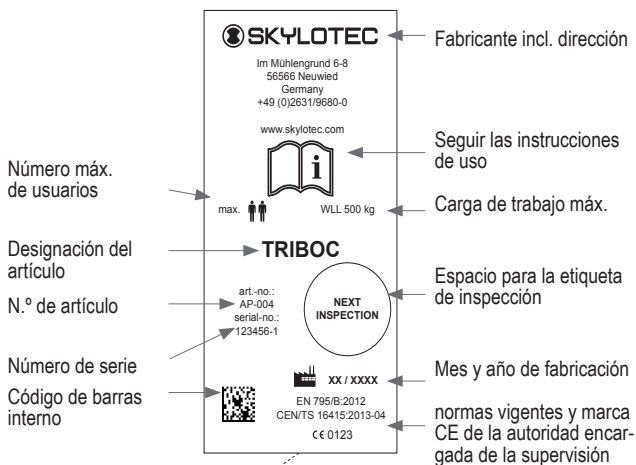 SKYLOTEC
Im Mühlengrund 6-8
56566 Neuwied
Germany
+49 (0)2631/9680-0
www.skylotec.com
i
max.
WLL 500 kg
TRIBOC
art.-no.:
AP-004
serial-no.:
123456-1
NEXT
INSPECTION
XX / XXXX
EN 795/B:2012
CEN/TS 16415:2013-04
CE 0123
Número máx.
de usuarios
Designación del
artículo
N.º de artículo
Número de serie
Código de barras
interno
Fabricante incl. dirección
Seguir las instrucciones
de uso
Carga de trabajo máx.
Espacio para la etiqueta
de inspección
Mes y año de fabricación
normas vigentes y marca
CE de la autoridad encar-
gada de la supervisión